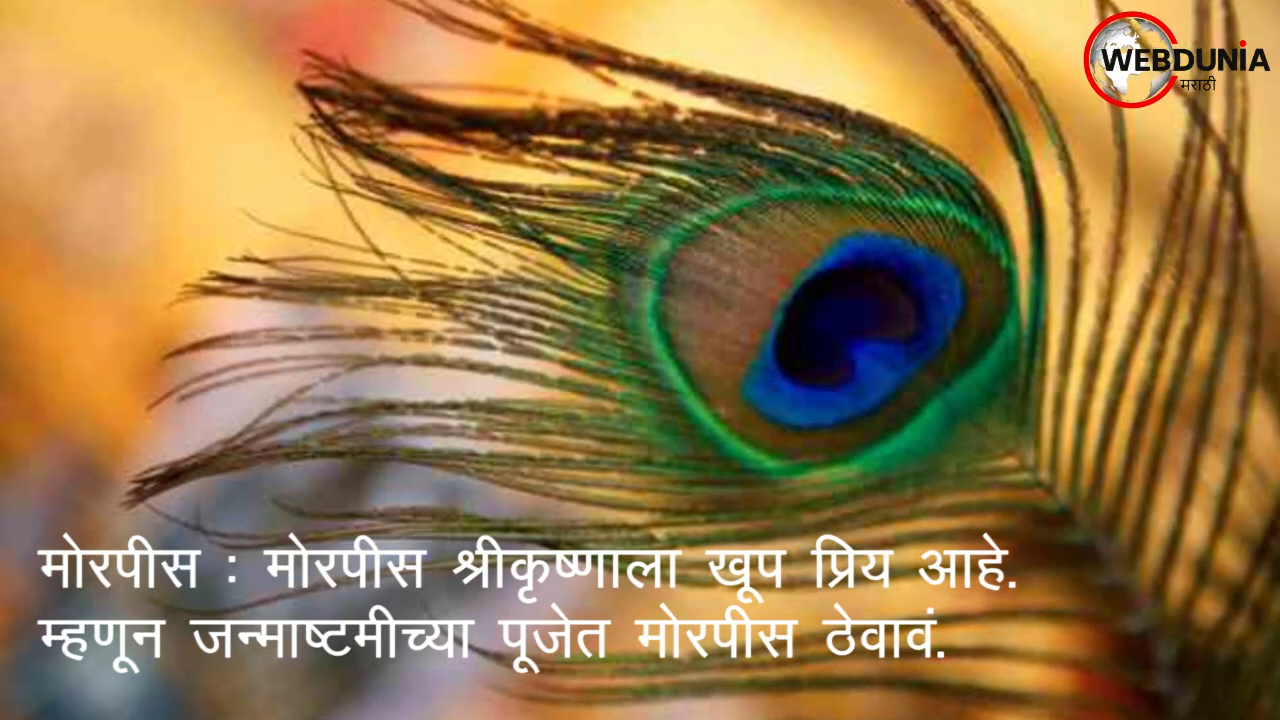 WEBDUNIA
मराठी
मोरपीस : मोरपीस श्रीकृष्णाला खूप प्रिय आहे.
म्हणून जन्माष्टमीच्या पूजेत मोरपीस ठेवावं.